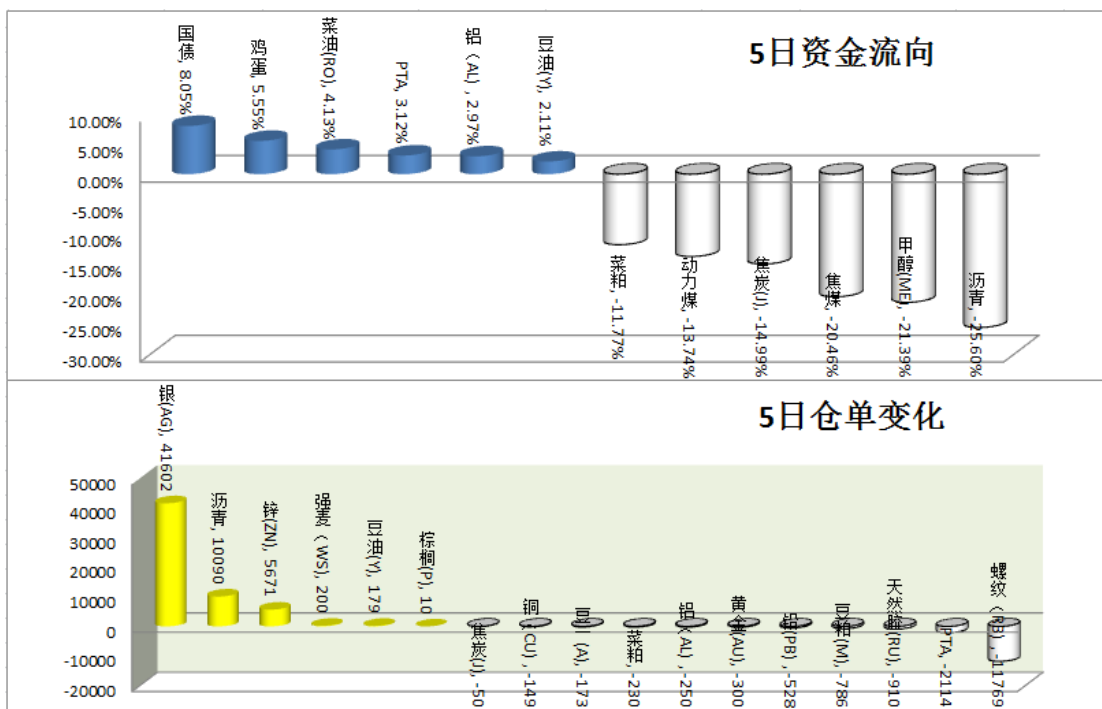 5日资金流向
国债, 8.05%
鸡蛋, 5.55%
菜油(RO), 4.13%
PTA, 3.12%
铝（AL）, 2.97%
豆油(Y), 2.11%
10.00%
5.00%
0.00%
-5.00%
-10.00%
-15.00%
-20.00%
-25.00%
-30.00%
菜粕, -11.77%
动力煤, -13.74%
焦炭(J), -14.99%
焦煤, -20.46%
甲醇(ME), -21.39%
沥青, -25.60%
5日仓单变化
银(AG), 41602
沥青, 10090
锌(ZN), 5671
强麦（WS), 200
豆油(Y), 179
棕榈(P), 10
50000
40000
30000
20000
10000
0
-10000
-20000
焦炭(J), -50
铜（CU）, -149
豆一(A), -173
菜粕, -230
铝（AL）, -250
黄金(AU), -300
铅(PB), -528
豆粕(M), -786
天然胶(RU), -910
PTA, -2114
螺纹（RB）, -11769